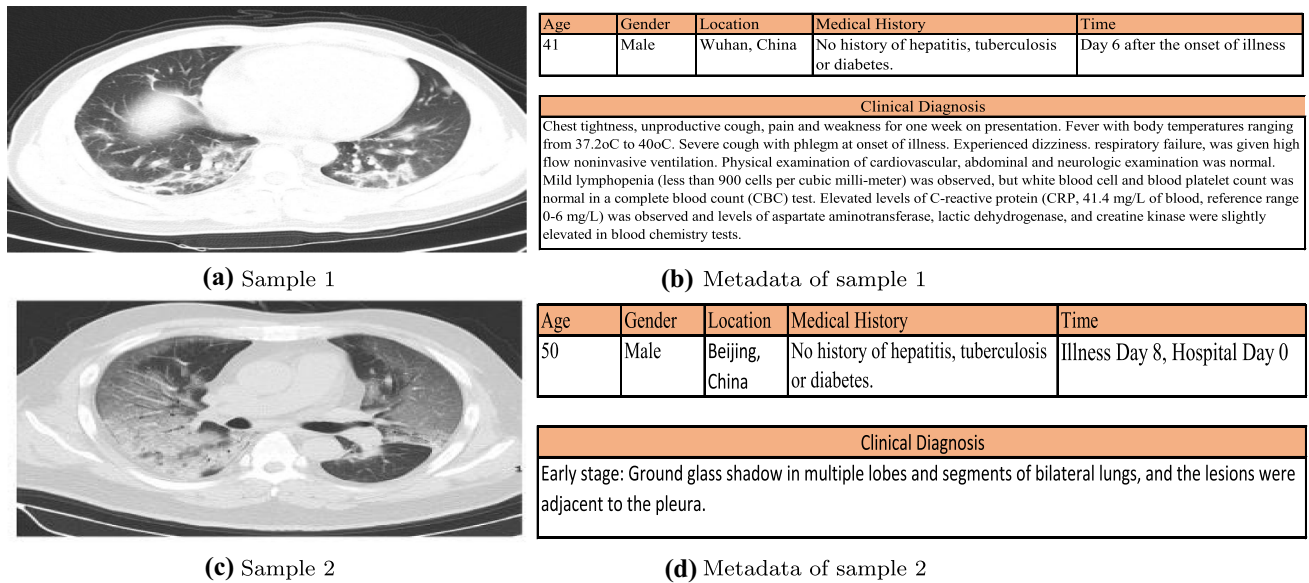 Age Gender Location Medical History Time
41 Male Wuhan, China No history of hepatitis, tuberculosis or diabetes. Day 6 after the onset of illness
Clinical Diagnosis
Chest tightness, unproductive cough, pain and weakness for one week on presentation. Fever with body temperatures ranging
from 37.2oC to 40oC. Severe cough with phlegm at onset of illness. Experienced dizziness. respiratory failure, was given high
flow noninvasive ventilation. Physical examination of cardiovascular, abdominal and neurologic examination was normal.
Mild lymphopenia (less than 900 cells per cubic milli-meter) was observed, but white blood cell and blood platelet count was
normal in a complete blood count (CBC) test. Elevated levels of C-reactive protein (CRP, 41.4 mg/L of blood, reference range
0-6 mg/L) was observed and levels of aspartate aminotransferase, lactic dehydrogenase, and creatine kinase were slightly
elevated in blood chemistry tests.
(a) Sample 1
(b) Metadata of sample 1
Age Gender Location Medical History Time
50 Male Beijing, China No history of hepatitis, tuberculosis or diabetes. Illness Day 8, Hospital Day 0
Clinical Diagnosis
Early stage: Ground glass shadow in multiple lobes and segments of bilateral lungs, and the lesions were
adjacent to the pleura.
(c) Sample 2
(d) Metadata of sample 2